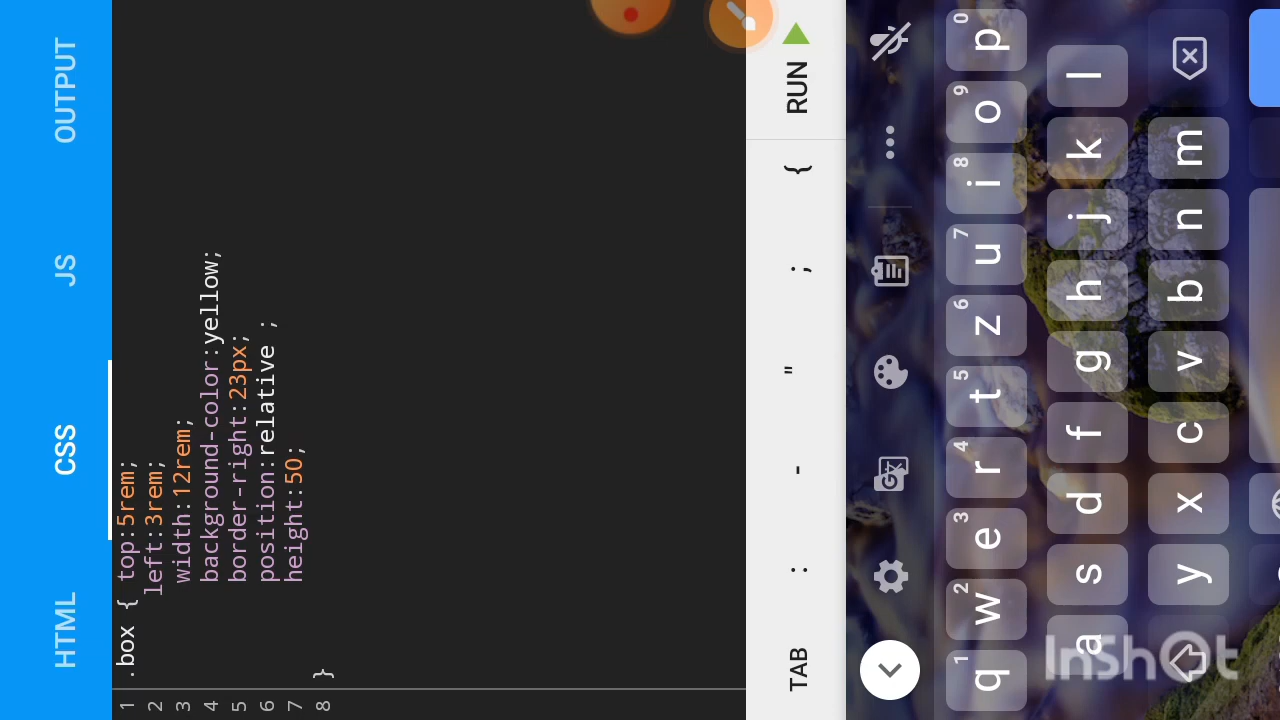 HTML CSS JS OUTPUT
1 .box { top:5rem;
2 left:3rem;
3 width:12rem;
4 background-color:yellow;
5 border-right:23px;
6 position:relative ;
7 height:50;
8 }
TAB : - " ; { RUN
q 1 w 2 e 3 r 4 t 5 z 6 u 7 i 8 o 9 p 0
a s d f g h j k l
y x c v b n m
InShOt